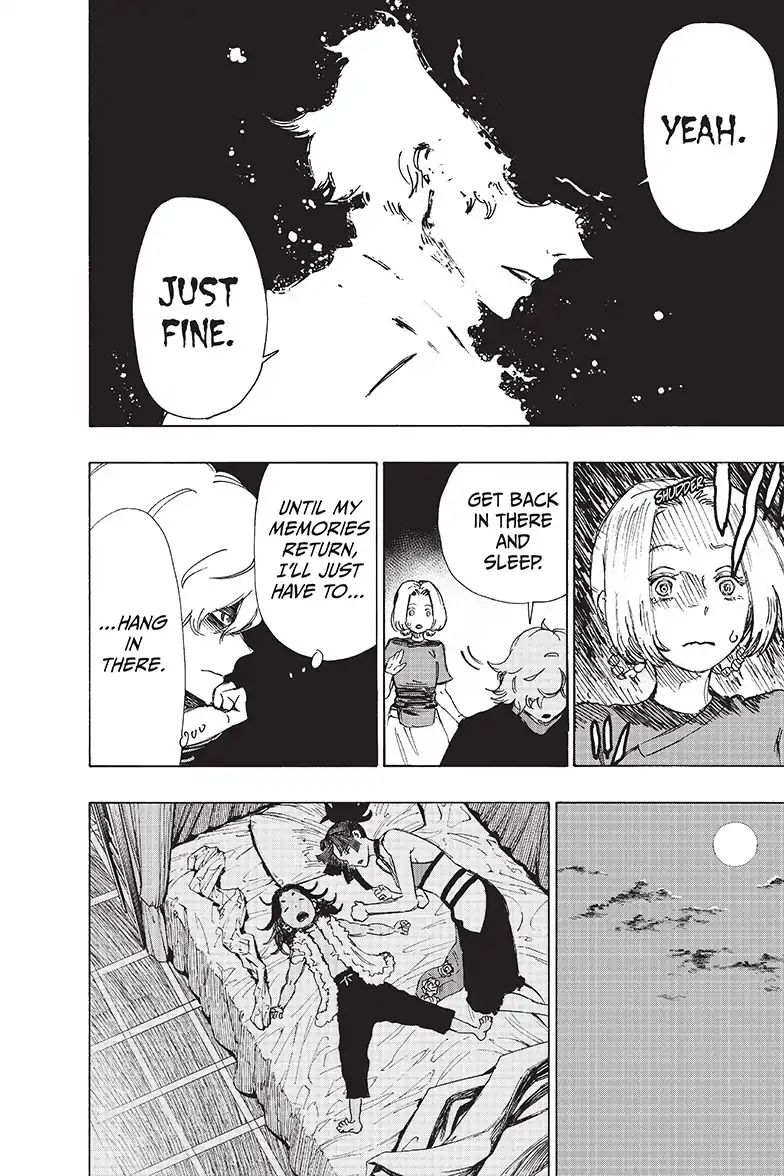 YEAH.
JUST
FINE.
SHUDDER
GET BACK
IN THERE
AND
SLEEP.
UNTIL MY
MEMORIES
RETURN,
I'LL JUST
HAVE TO...
...HANG
IN
THERE.